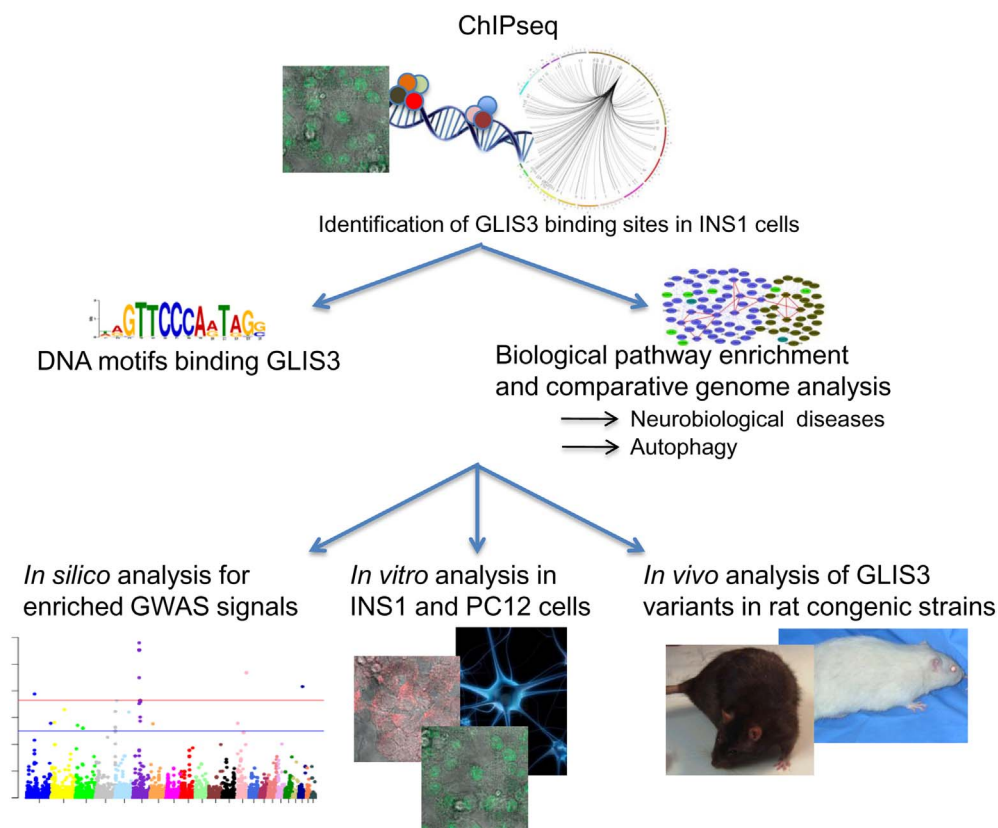 ChIPseq
Identification of GLIS3 binding sites in INS1 cells
GTTCCCAATAGG
DNA motifs binding GLIS3
Biological pathway enrichment
and comparative genome analysis
Neurobiological diseases
Autophagy
In silico analysis for
enriched GWAS signals
In vitro analysis in
INS1 and PC12 cells
In vivo analysis of GLIS3
variants in rat congenic strains